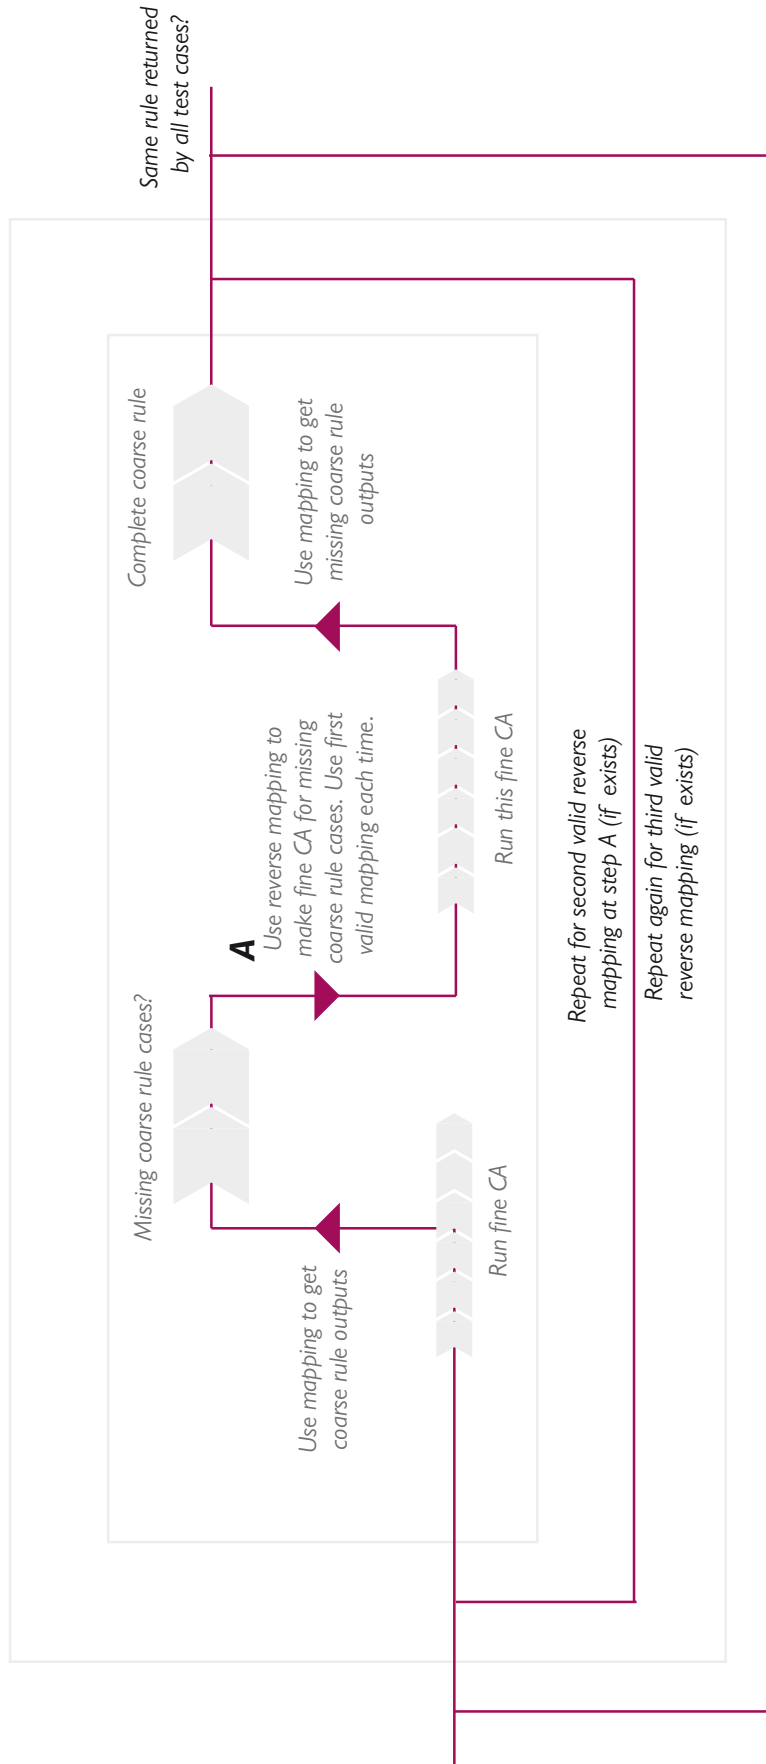 Run fine CA
Use mapping to get
coarse rule outputs
Missing coarse rule cases?
A
Use reverse mapping to
make fine CA for missing
coarse rule cases. Use first
valid mapping each time.
Run this fine CA
Use mapping to get
missing coarse rule
outputs
Complete coarse rule
Repeat for second valid reverse
mapping at step A (if exists)
Repeat again for third valid
reverse mapping (if exists)
Same rule returned
by all test cases?